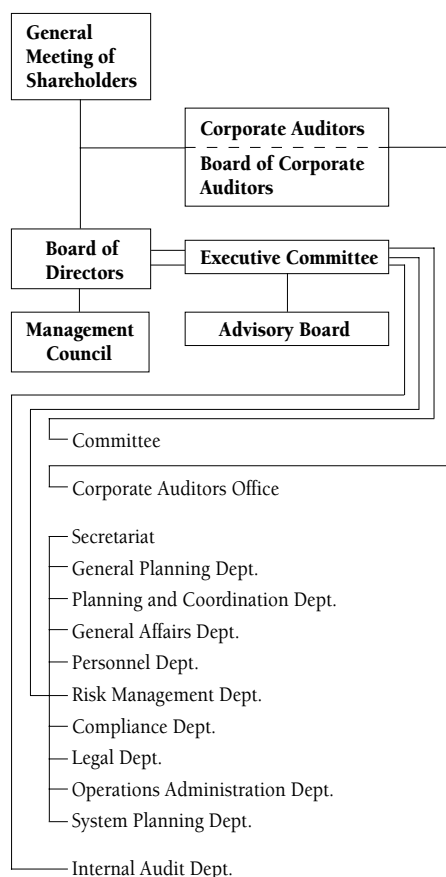 General
Meeting of
Shareholders
Corporate Auditors
Board of Corporate
Auditors
Board of
Directors
Executive Committee
Management
Council
Advisory Board
Committee
Corporate Auditors Office
Secretariat
General Planning Dept.
Planning and Coordination Dept.
General Affairs Dept.
Personnel Dept.
Risk Management Dept.
Compliance Dept.
Legal Dept.
Operations Administration Dept.
System Planning Dept.
Internal Audit Dept.